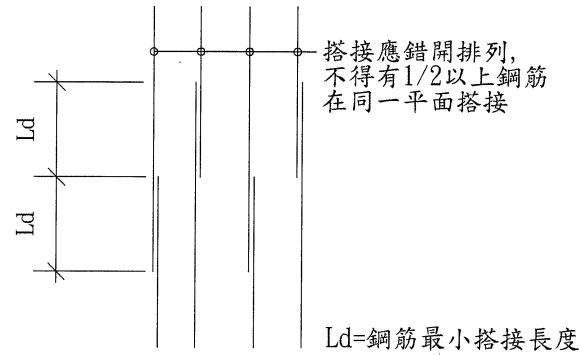 搭接應錯開排列,
不得有1/2以上鋼筋
在同一平面搭接
Ld
Ld
Ld=鋼筋最小搭接長度